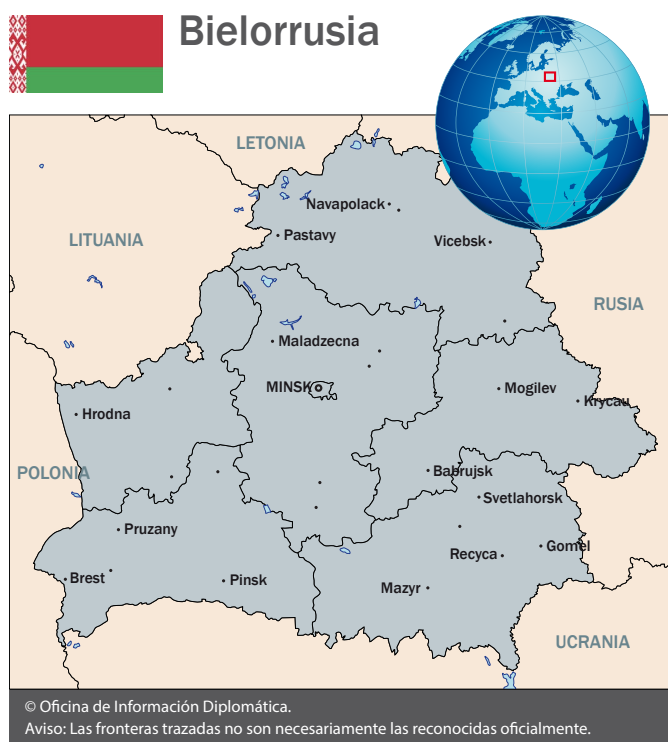 Bielorrusia
LETONIA
Navapolack
LITUANIA
Pastavy
Vicebsk
RUSIA
Maladzecna
MINSK
Mogilev
Krycau
Hrodna
POLONIA
Babrujsk
Svetlahorsk
Pruzany
Recyca
Gomel
Brest
Pinsk
Mazyr
UCRANIA
© Oficina de Información Diplomática.
Aviso: Las fronteras trazadas no son necesariamente las reconocidas oficialmente.